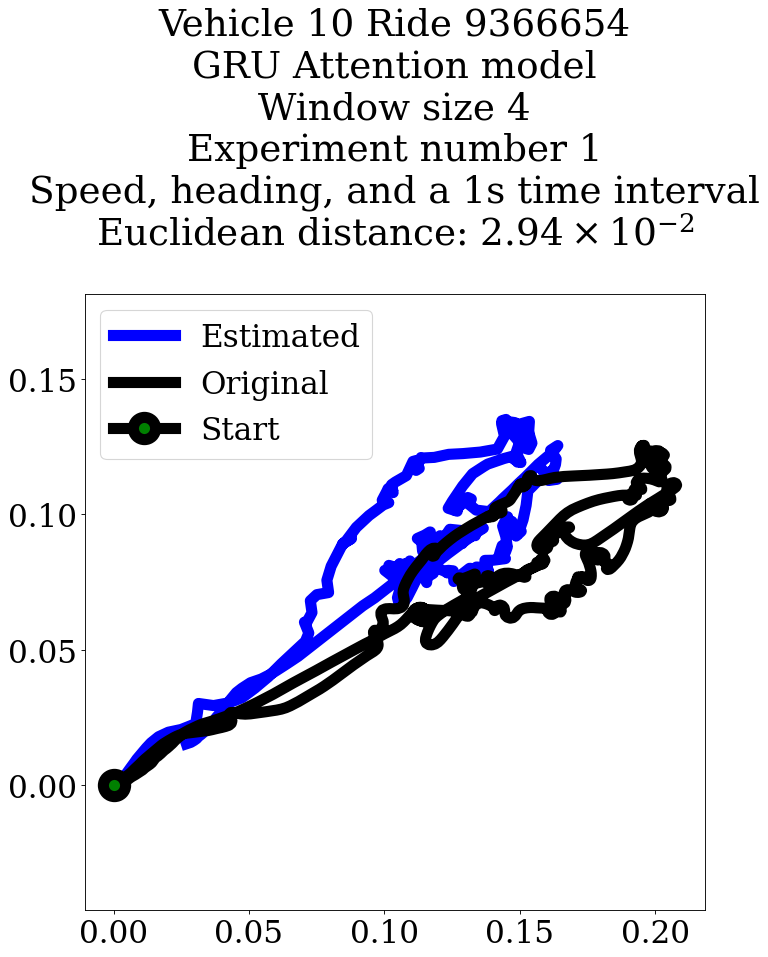 Vehicle 10 Ride 9366654
GRU Attention model
Window size 4
Experiment number 1
Speed, heading, and a 1s time interval
Euclidean distance: 2.94 × 10⁻²
Estimated
Original
Start
0.15
0.10
0.05
0.00
0.00 0.05 0.10 0.15 0.20